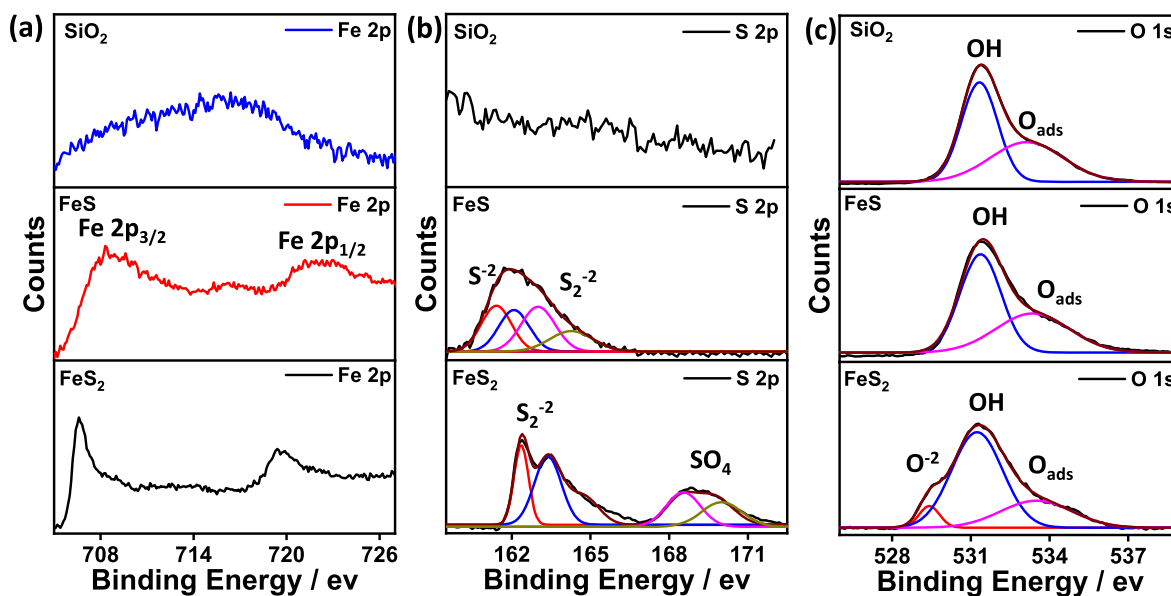 (a)
SiO2
Fe 2p
FeS
Fe 2p
Fe 2p3/2
Fe 2p1/2
FeS2
Fe 2p
Counts
708 714 720 726
Binding Energy / ev
(b)
SiO2
S 2p
FeS
S 2p
S-2
S2-2
FeS2
S 2p
S2-2
SO4
Counts
162 165 168 171
Binding Energy / ev
(c)
SiO2
O 1s
OH
Oads
FeS
O 1s
OH
Oads
FeS2
O 1s
OH
O-2
Oads
Counts
528 531 534 537
Binding Energy / ev